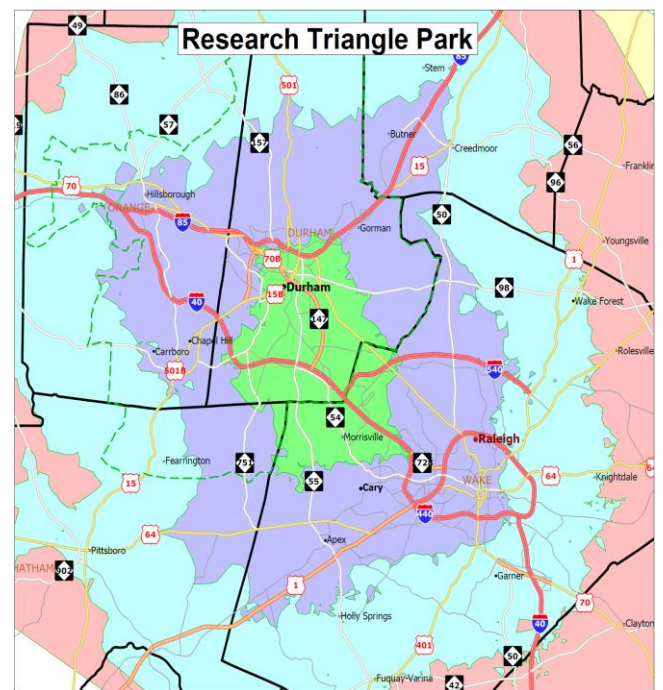 Research Triangle Park
49
85
Stem
86
501
57
157
Butner
56
Creedmoor
15
96
Franklin
70
Hillsborough
50
ORANGE
85
DURHAM
Gorman
Youngsville
70B
1
Durham
98
15B
Wake Forest
40
147
Chapel Hill
Rolesville
Carrboro
501B
540
54
Morrisville
Raleigh
Fearrington
751
64
15
55
Cary
WAKE
Knightdale
64
440
Apex
Pittsboro
HATHAM
902
1
Garner
70
Holly Springs
40
Clayton
401
50
Fuquay-Varina
42